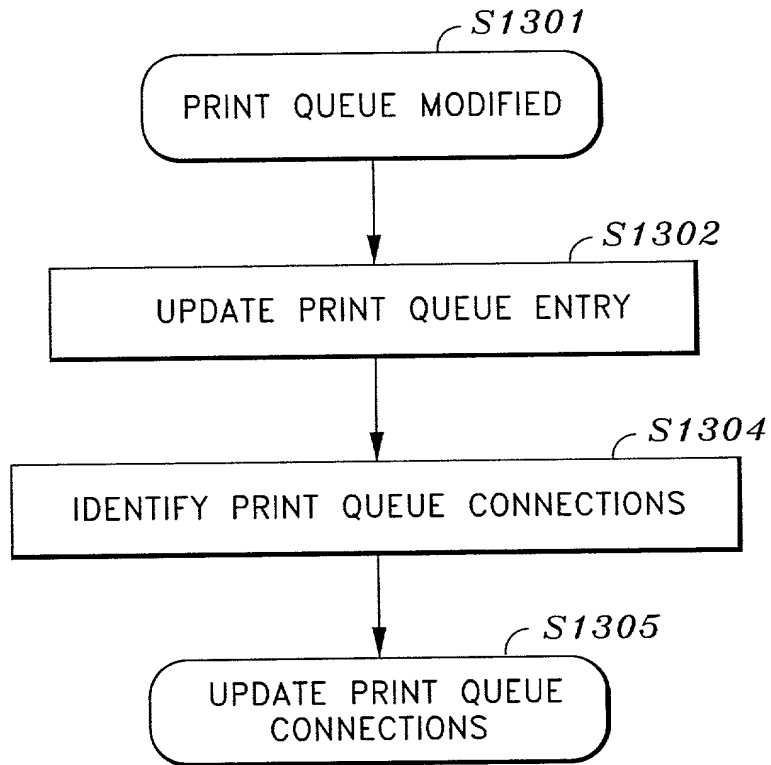 S1301
PRINT QUEUE MODIFIED
S1302
UPDATE PRINT QUEUE ENTRY
S1304
IDENTIFY PRINT QUEUE CONNECTIONS
S1305
UPDATE PRINT QUEUE
CONNECTIONS